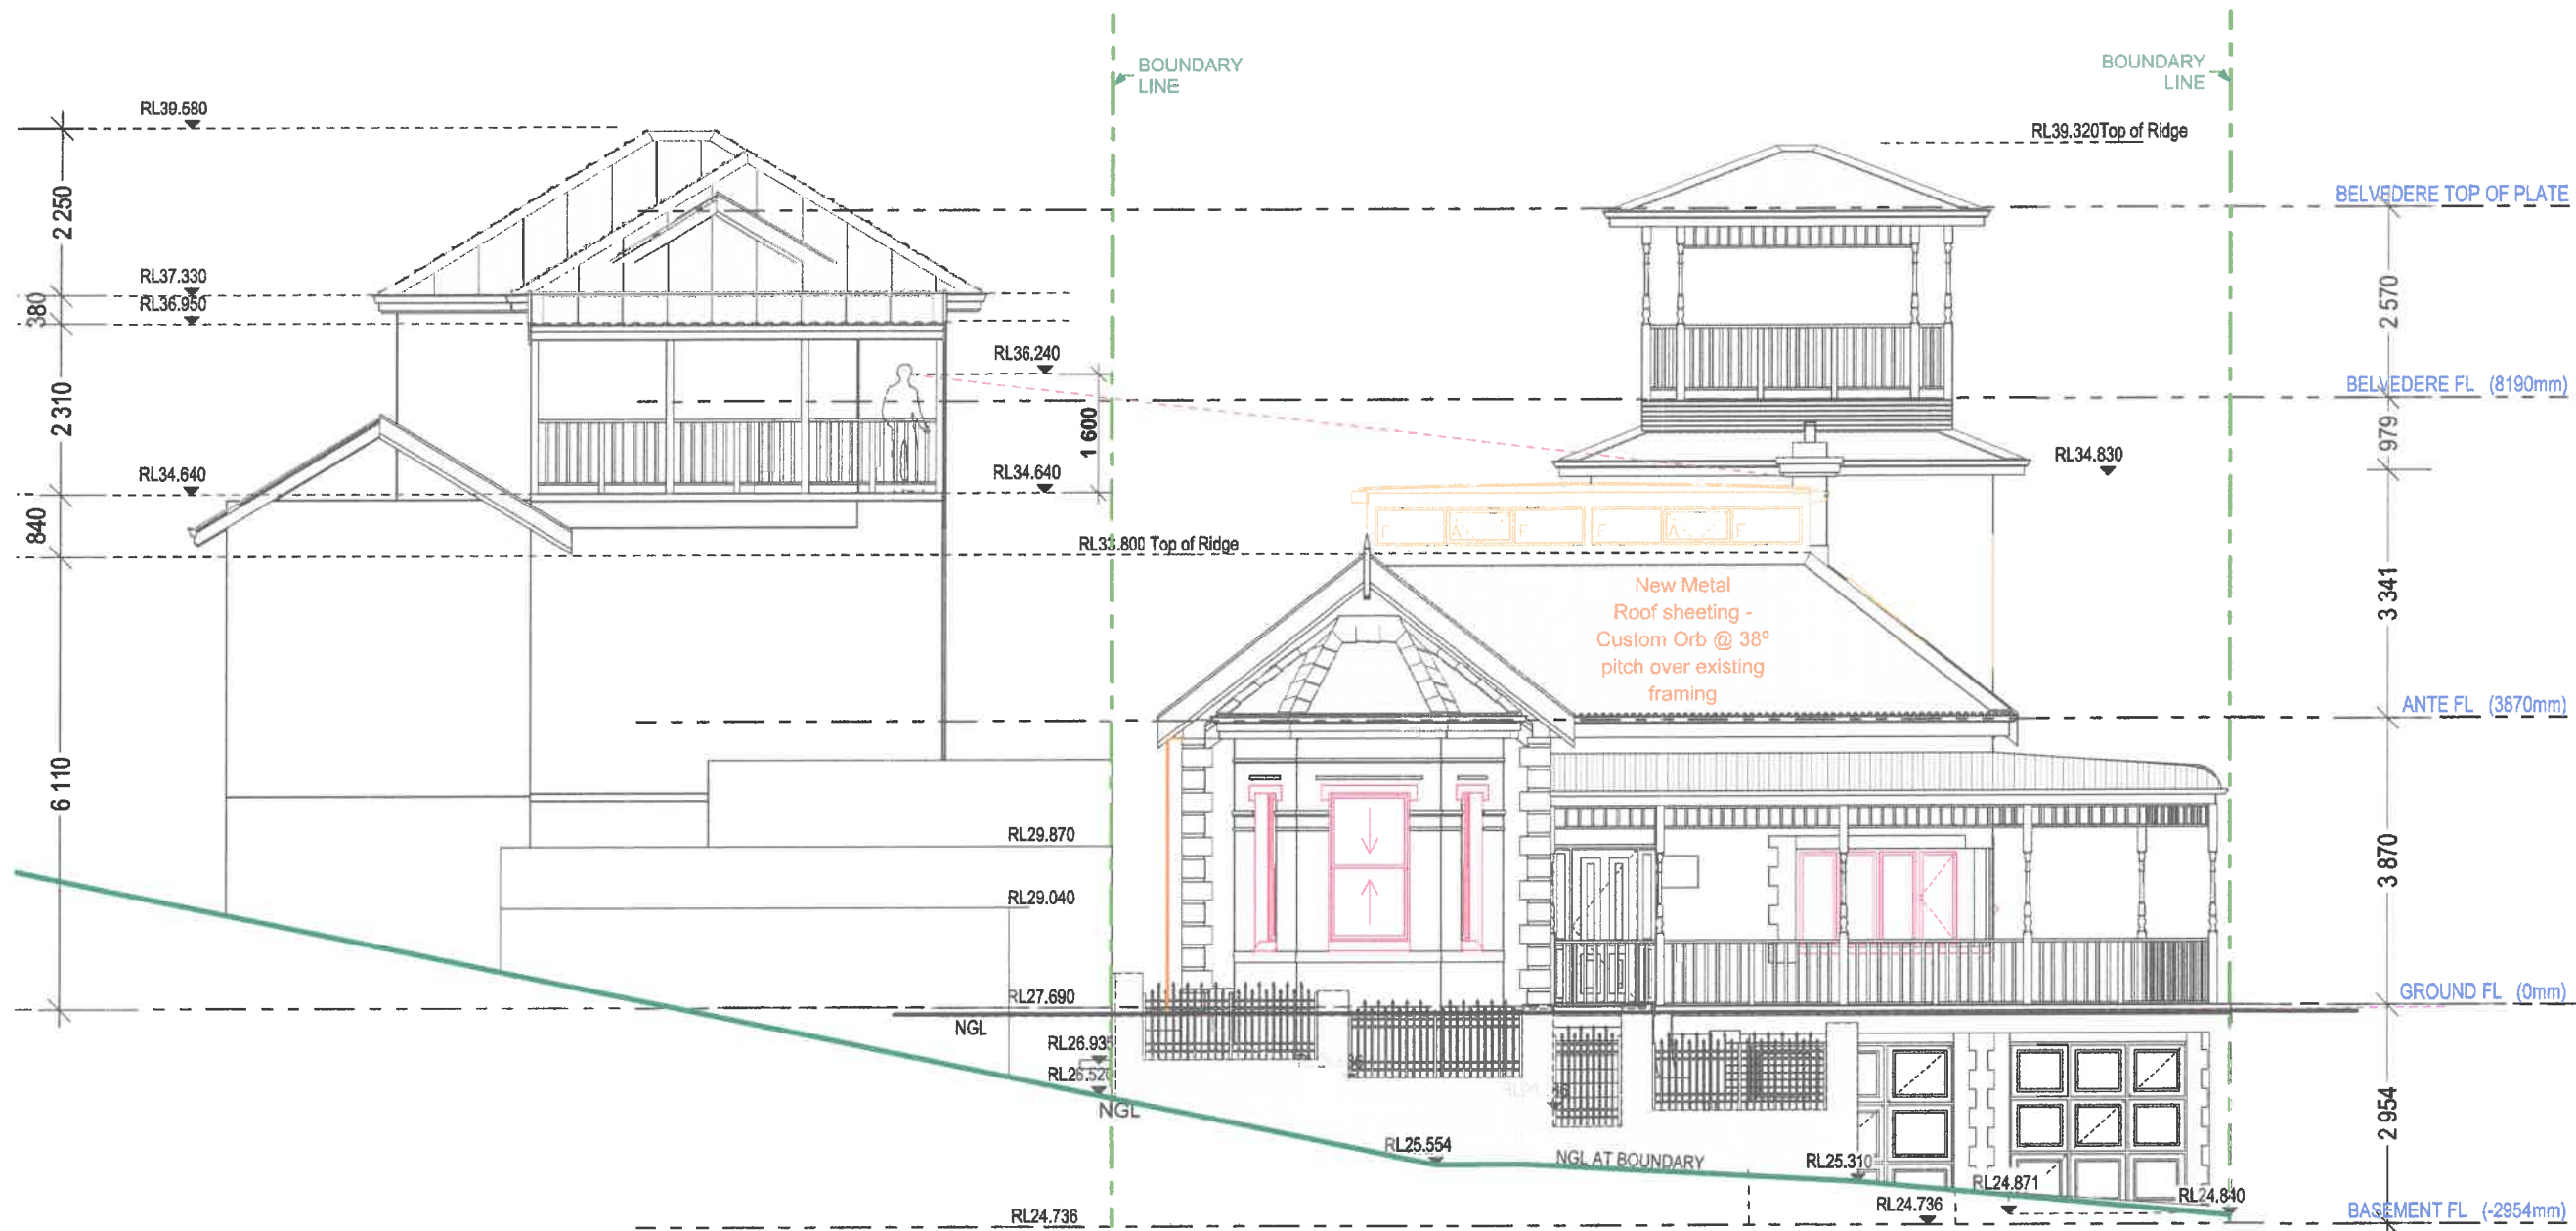 BOUNDARY
LINE
BOUNDARY
LINE
RL39.580
RL39.320Top of Ridge
BELVEDERE TOP OF PLATE
2 250
RL37.330
RL36.950
380
2 570
RL36.240
BELVEDERE FL (8190mm)
2 310
1 600
979
RL34.640
RL34.640
RL34.830
840
RL33.800 Top of Ridge
F
A
F
F
A
F
New Metal
Roof sheeting -
Custom Orb @ 38º
pitch over existing
framing
3 341
ANTE FL (3870mm)
6 110
RL29.870
3 870
RL29.040
RL27.690
GROUND FL (0mm)
NGL
RL26.935
RL26.520
NGL
2 954
RL25.554
NGL AT BOUNDARY
RL25.310
RL24.871
RL24.840
RL24.736
RL24.736
BASEMENT FL (-2954mm)